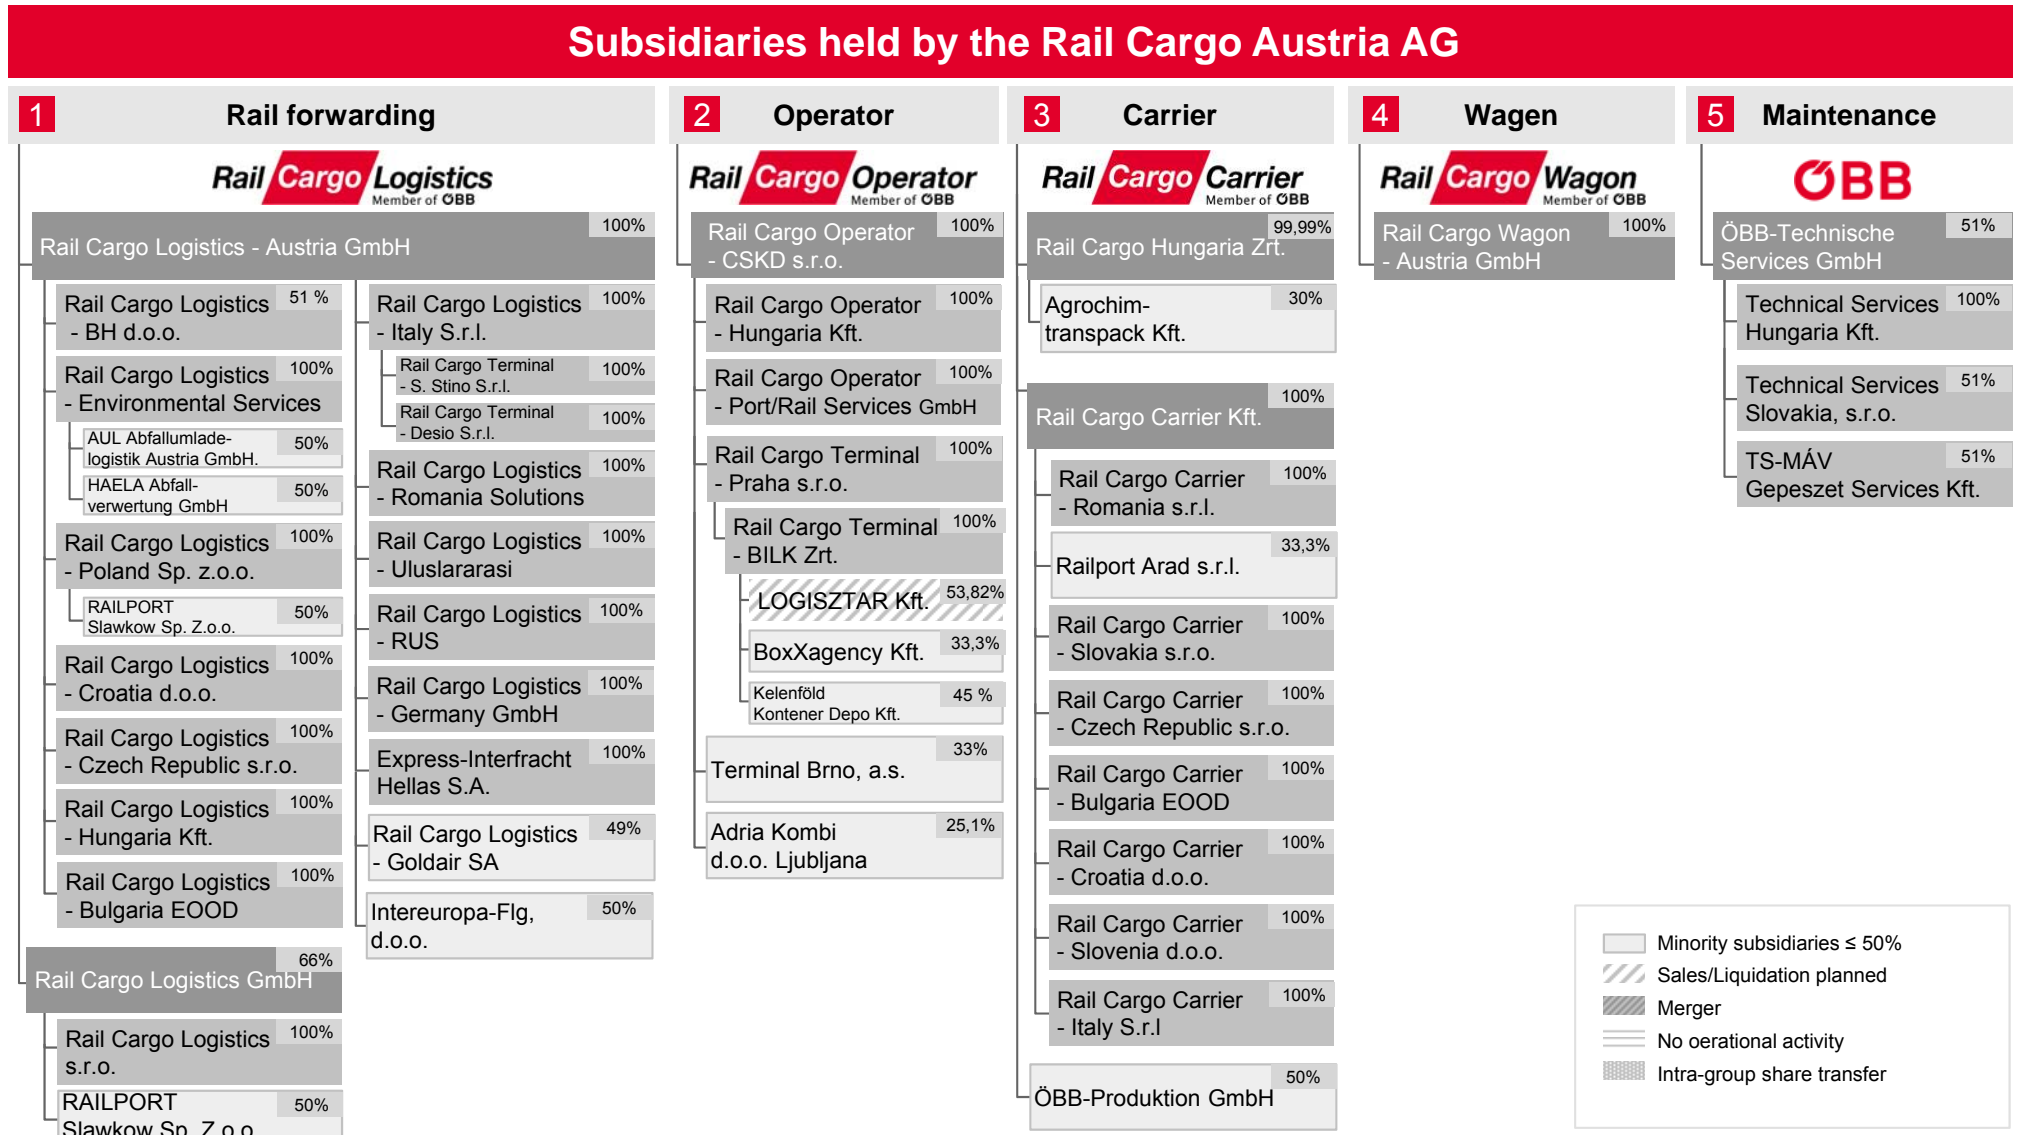 Subsidiaries held by the Rail Cargo Austria AG
1 Rail forwarding
Rail Cargo Logistics
Member of ÖBB
Rail Cargo Logistics - Austria GmbH 100%
Rail Cargo Logistics 51 %
- BH d.o.o.
Rail Cargo Logistics 100%
- Environmental Services
AUL Abfallumlade-
logistik Austria GmbH. 50%
HAELA Abfall-
verwertung GmbH 50%
Rail Cargo Logistics 100%
- Poland Sp. z.o.o.
RAILPORT
Slawkow Sp. Z.o.o. 50%
Rail Cargo Logistics 100%
- Croatia d.o.o.
Rail Cargo Logistics 100%
- Czech Republic s.r.o.
Rail Cargo Logistics 100%
- Hungaria Kft.
Rail Cargo Logistics 100%
- Bulgaria EOOD
Rail Cargo Logistics 100%
- Italy S.r.l.
Rail Cargo Terminal
- S. Stino S.r.l. 100%
Rail Cargo Terminal
- Desio S.r.l. 100%
Rail Cargo Logistics 100%
- Romania Solutions
Rail Cargo Logistics 100%
- Uluslararasi
Rail Cargo Logistics 100%
- RUS
Rail Cargo Logistics 100%
- Germany GmbH
Express-Interfracht 100%
Hellas S.A.
Rail Cargo Logistics 49%
- Goldair SA
Intereuropa-Flg, 50%
d.o.o.
Rail Cargo Logistics GmbH 66%
Rail Cargo Logistics 100%
s.r.o.
RAILPORT 50%
Slawkow Sp. Z.o.o.
2 Operator
Rail Cargo Operator
Member of ÖBB
Rail Cargo Operator 100%
- CSKD s.r.o.
Rail Cargo Operator 100%
- Hungaria Kft.
Rail Cargo Operator 100%
- Port/Rail Services GmbH
Rail Cargo Terminal 100%
- Praha s.r.o.
Rail Cargo Terminal 100%
- BILK Zrt.
LOGISZTAR Kft. 53,82%
BoxXagency Kft. 33,3%
Kelenföld 45 %
Kontener Depo Kft.
Terminal Brno, a.s. 33%
Adria Kombi 25,1%
d.o.o. Ljubljana
3 Carrier
Rail Cargo Carrier
Member of ÖBB
Rail Cargo Hungaria Zrt. 99,99%
Agrochim- 30%
transpack Kft.
Rail Cargo Carrier Kft. 100%
Rail Cargo Carrier 100%
- Romania s.r.l.
Railport Arad s.r.l. 33,3%
Rail Cargo Carrier 100%
- Slovakia s.r.o.
Rail Cargo Carrier 100%
- Czech Republic s.r.o.
Rail Cargo Carrier 100%
- Bulgaria EOOD
Rail Cargo Carrier 100%
- Croatia d.o.o.
Rail Cargo Carrier 100%
- Slovenia d.o.o.
Rail Cargo Carrier 100%
- Italy S.r.l
ÖBB-Produktion GmbH 50%
4 Wagen
Rail Cargo Wagon
Member of ÖBB
Rail Cargo Wagon 100%
- Austria GmbH
5 Maintenance
ÖBB
ÖBB-Technische 51%
Services GmbH
Technical Services 100%
Hungaria Kft.
Technical Services 51%
Slovakia, s.r.o.
TS-MÁV 51%
Gepeszet Services Kft.
Minority subsidiaries ≤ 50%
Sales/Liquidation planned
Merger
No oerational activity
Intra-group share transfer